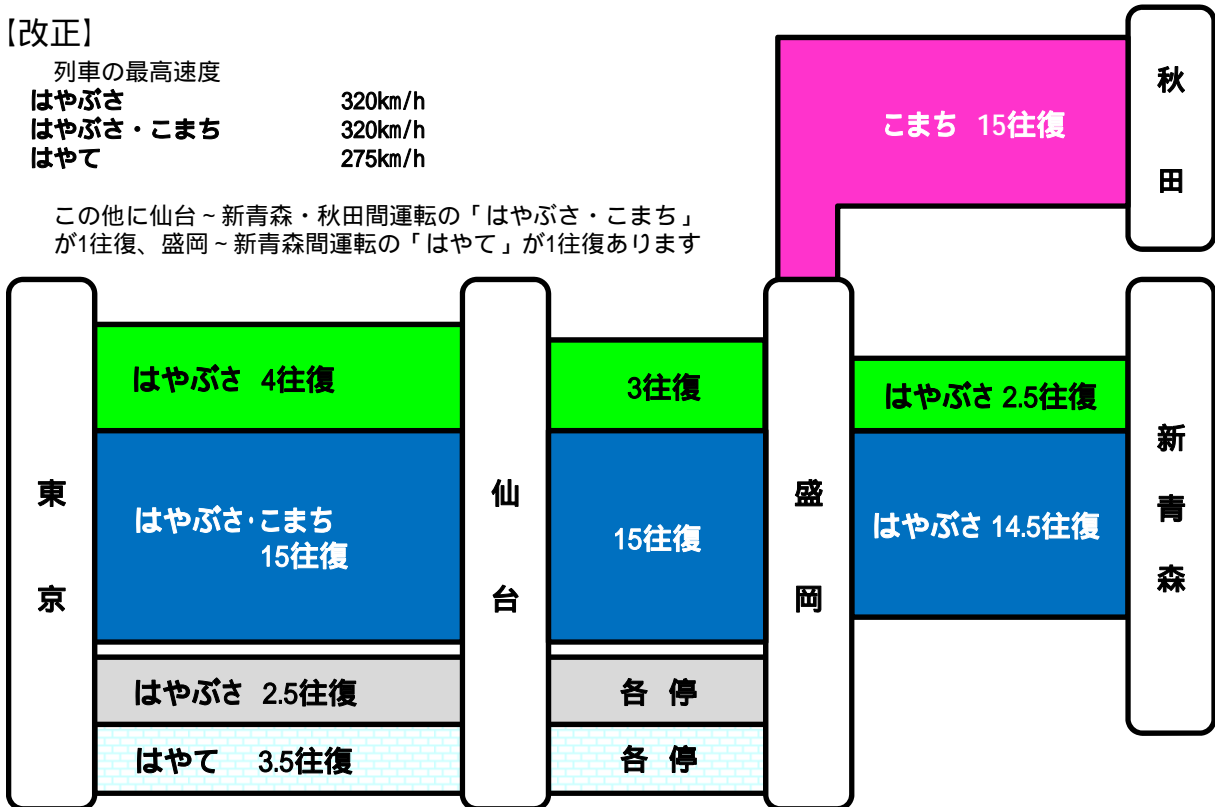 【改正】
列車の最高速度
はやぶさ 320km/h
はやぶさ・こまち 320km/h
はやて 275km/h
この他に仙台~新青森・秋田間運転の「はやぶさ・こまち」
が1往復、盛岡~新青森間運転の「はやて」が1往復あります
こまち 15往復
秋田
東京
はやぶさ 4往復
はやぶさ・こまち
15往復
はやぶさ 2.5往復
はやて 3.5往復
仙台
3往復
15往復
各 停
各 停
盛岡
はやぶさ 2.5往復
はやぶさ 14.5往復
新青森